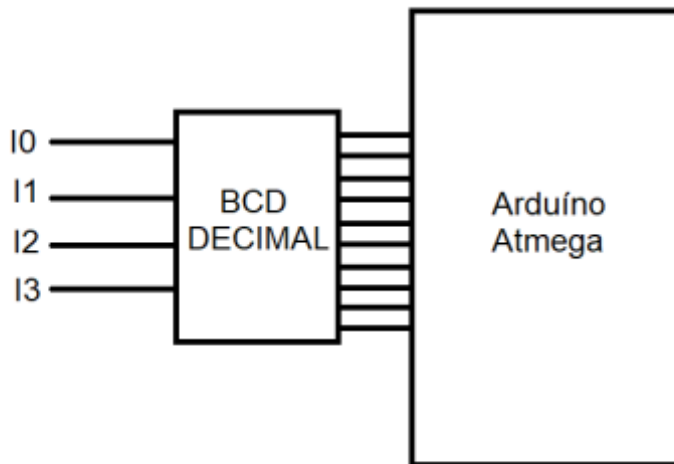 I0
I1
I2
I3
BCD
DECIMAL
Arduíno
Atmega